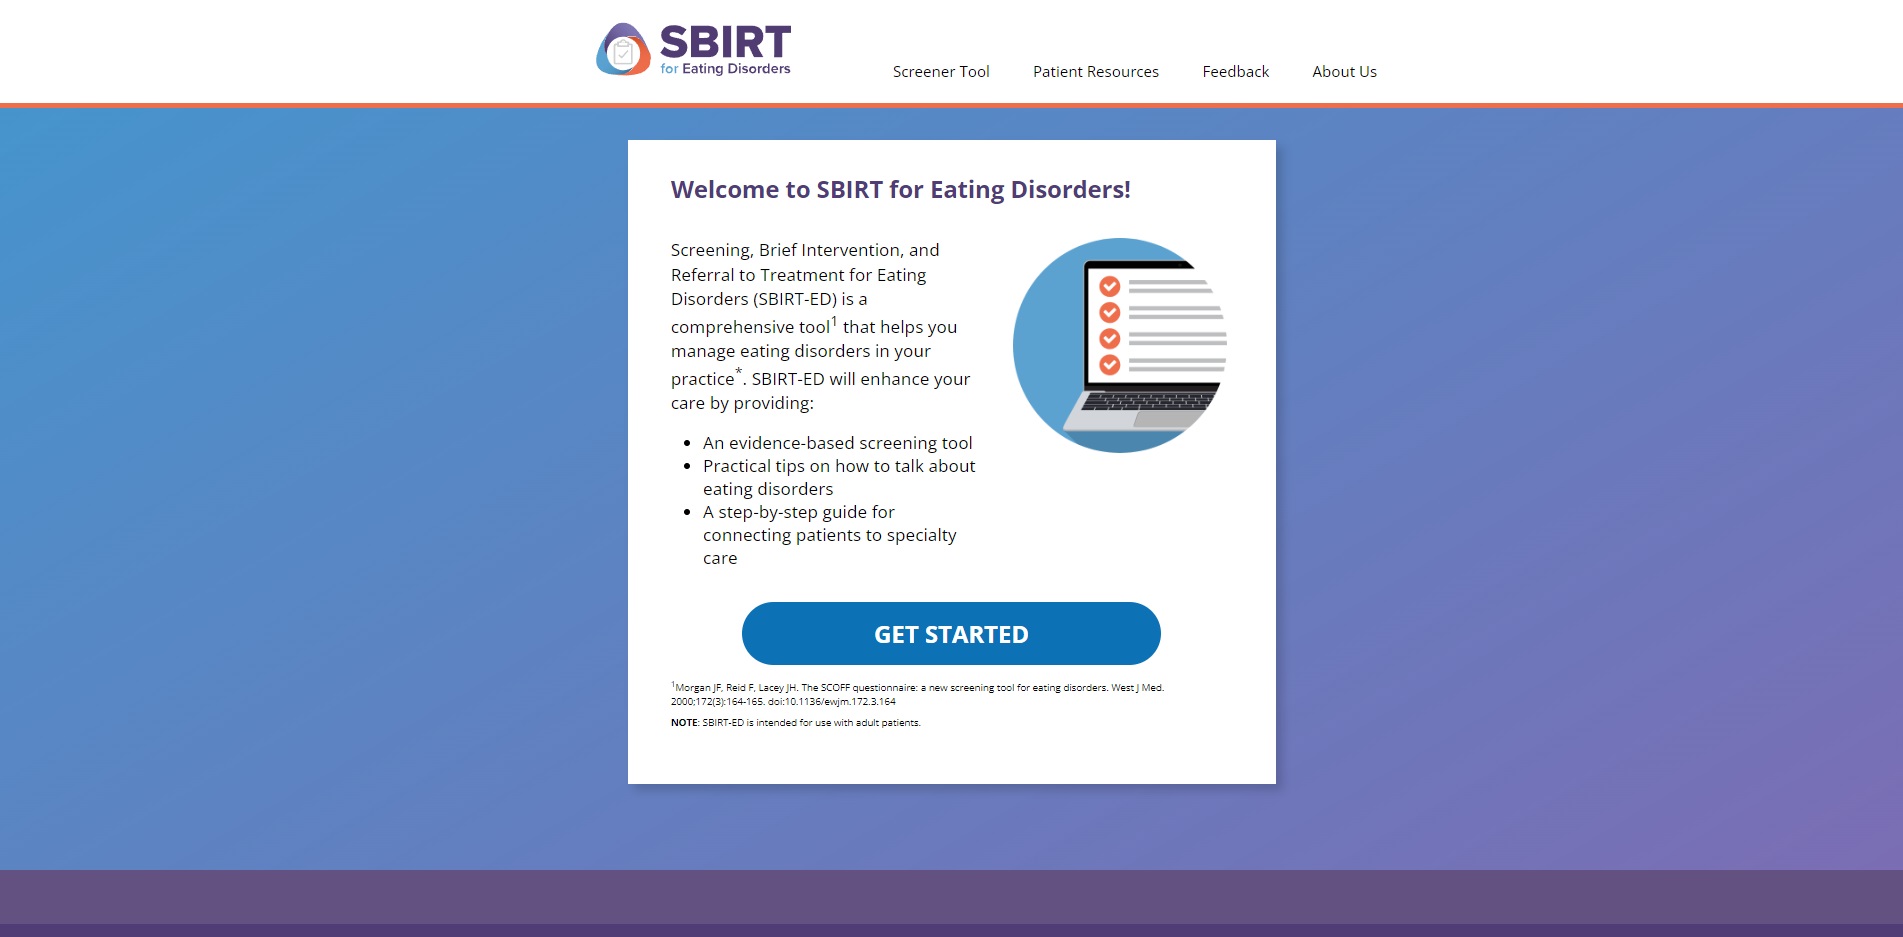 SBIRT
for Eating Disorders
Screener Tool
Patient Resources
Feedback
About Us
Welcome to SBIRT for Eating Disorders!
Screening, Brief Intervention, and
Referral to Treatment for Eating
Disorders (SBIRT-ED) is a
comprehensive tool1 that helps you
manage eating disorders in your
practice*. SBIRT-ED will enhance your
care by providing:
• An evidence-based screening tool
• Practical tips on how to talk about
eating disorders
• A step-by-step guide for
connecting patients to specialty
care
GET STARTED
1Morgan JF, Reid F, Lacey JH. The SCOFF questionnaire: a new screening tool for eating disorders. West J Med.
2000;172(3):164-165. doi:10.1136/ewjm.172.3.164
NOTE: SBIRT-ED is intended for use with adult patients.